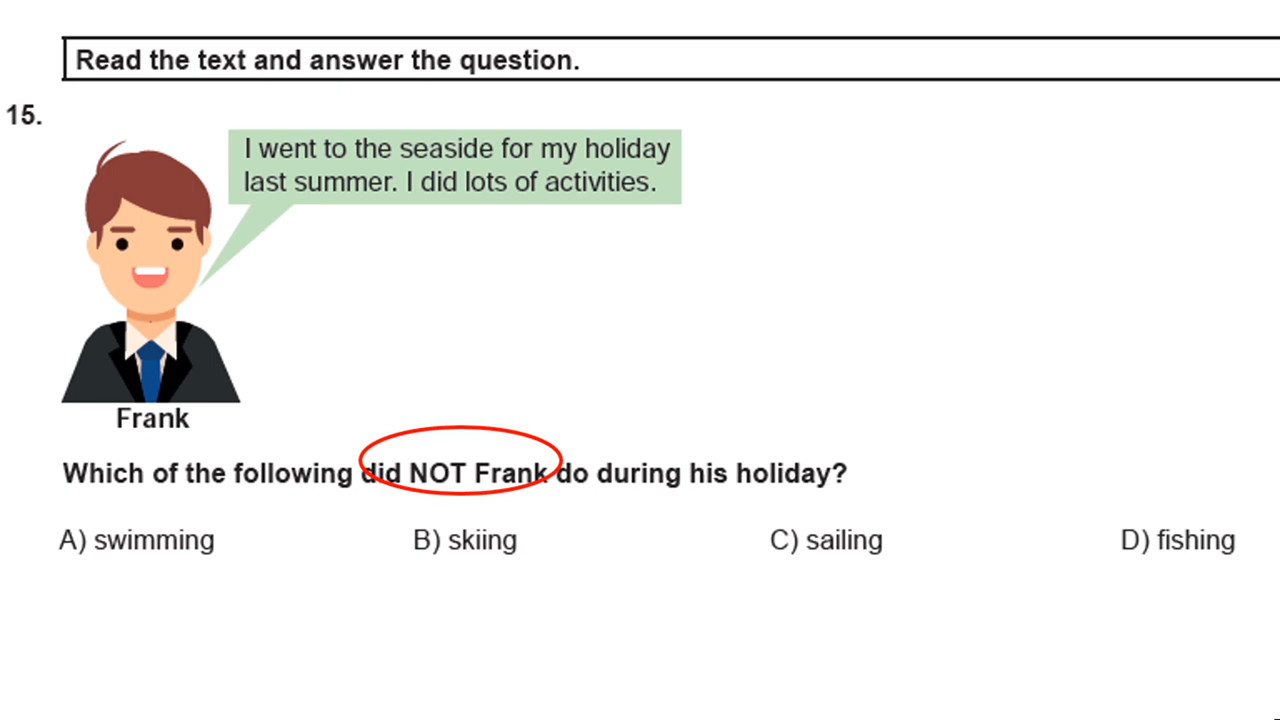 Read the text and answer the question.
15.
I went to the seaside for my holiday
last summer. I did lots of activities.
Frank
Which of the following did NOT Frank do during his holiday?
A) swimming B) skiing C) sailing D) fishing